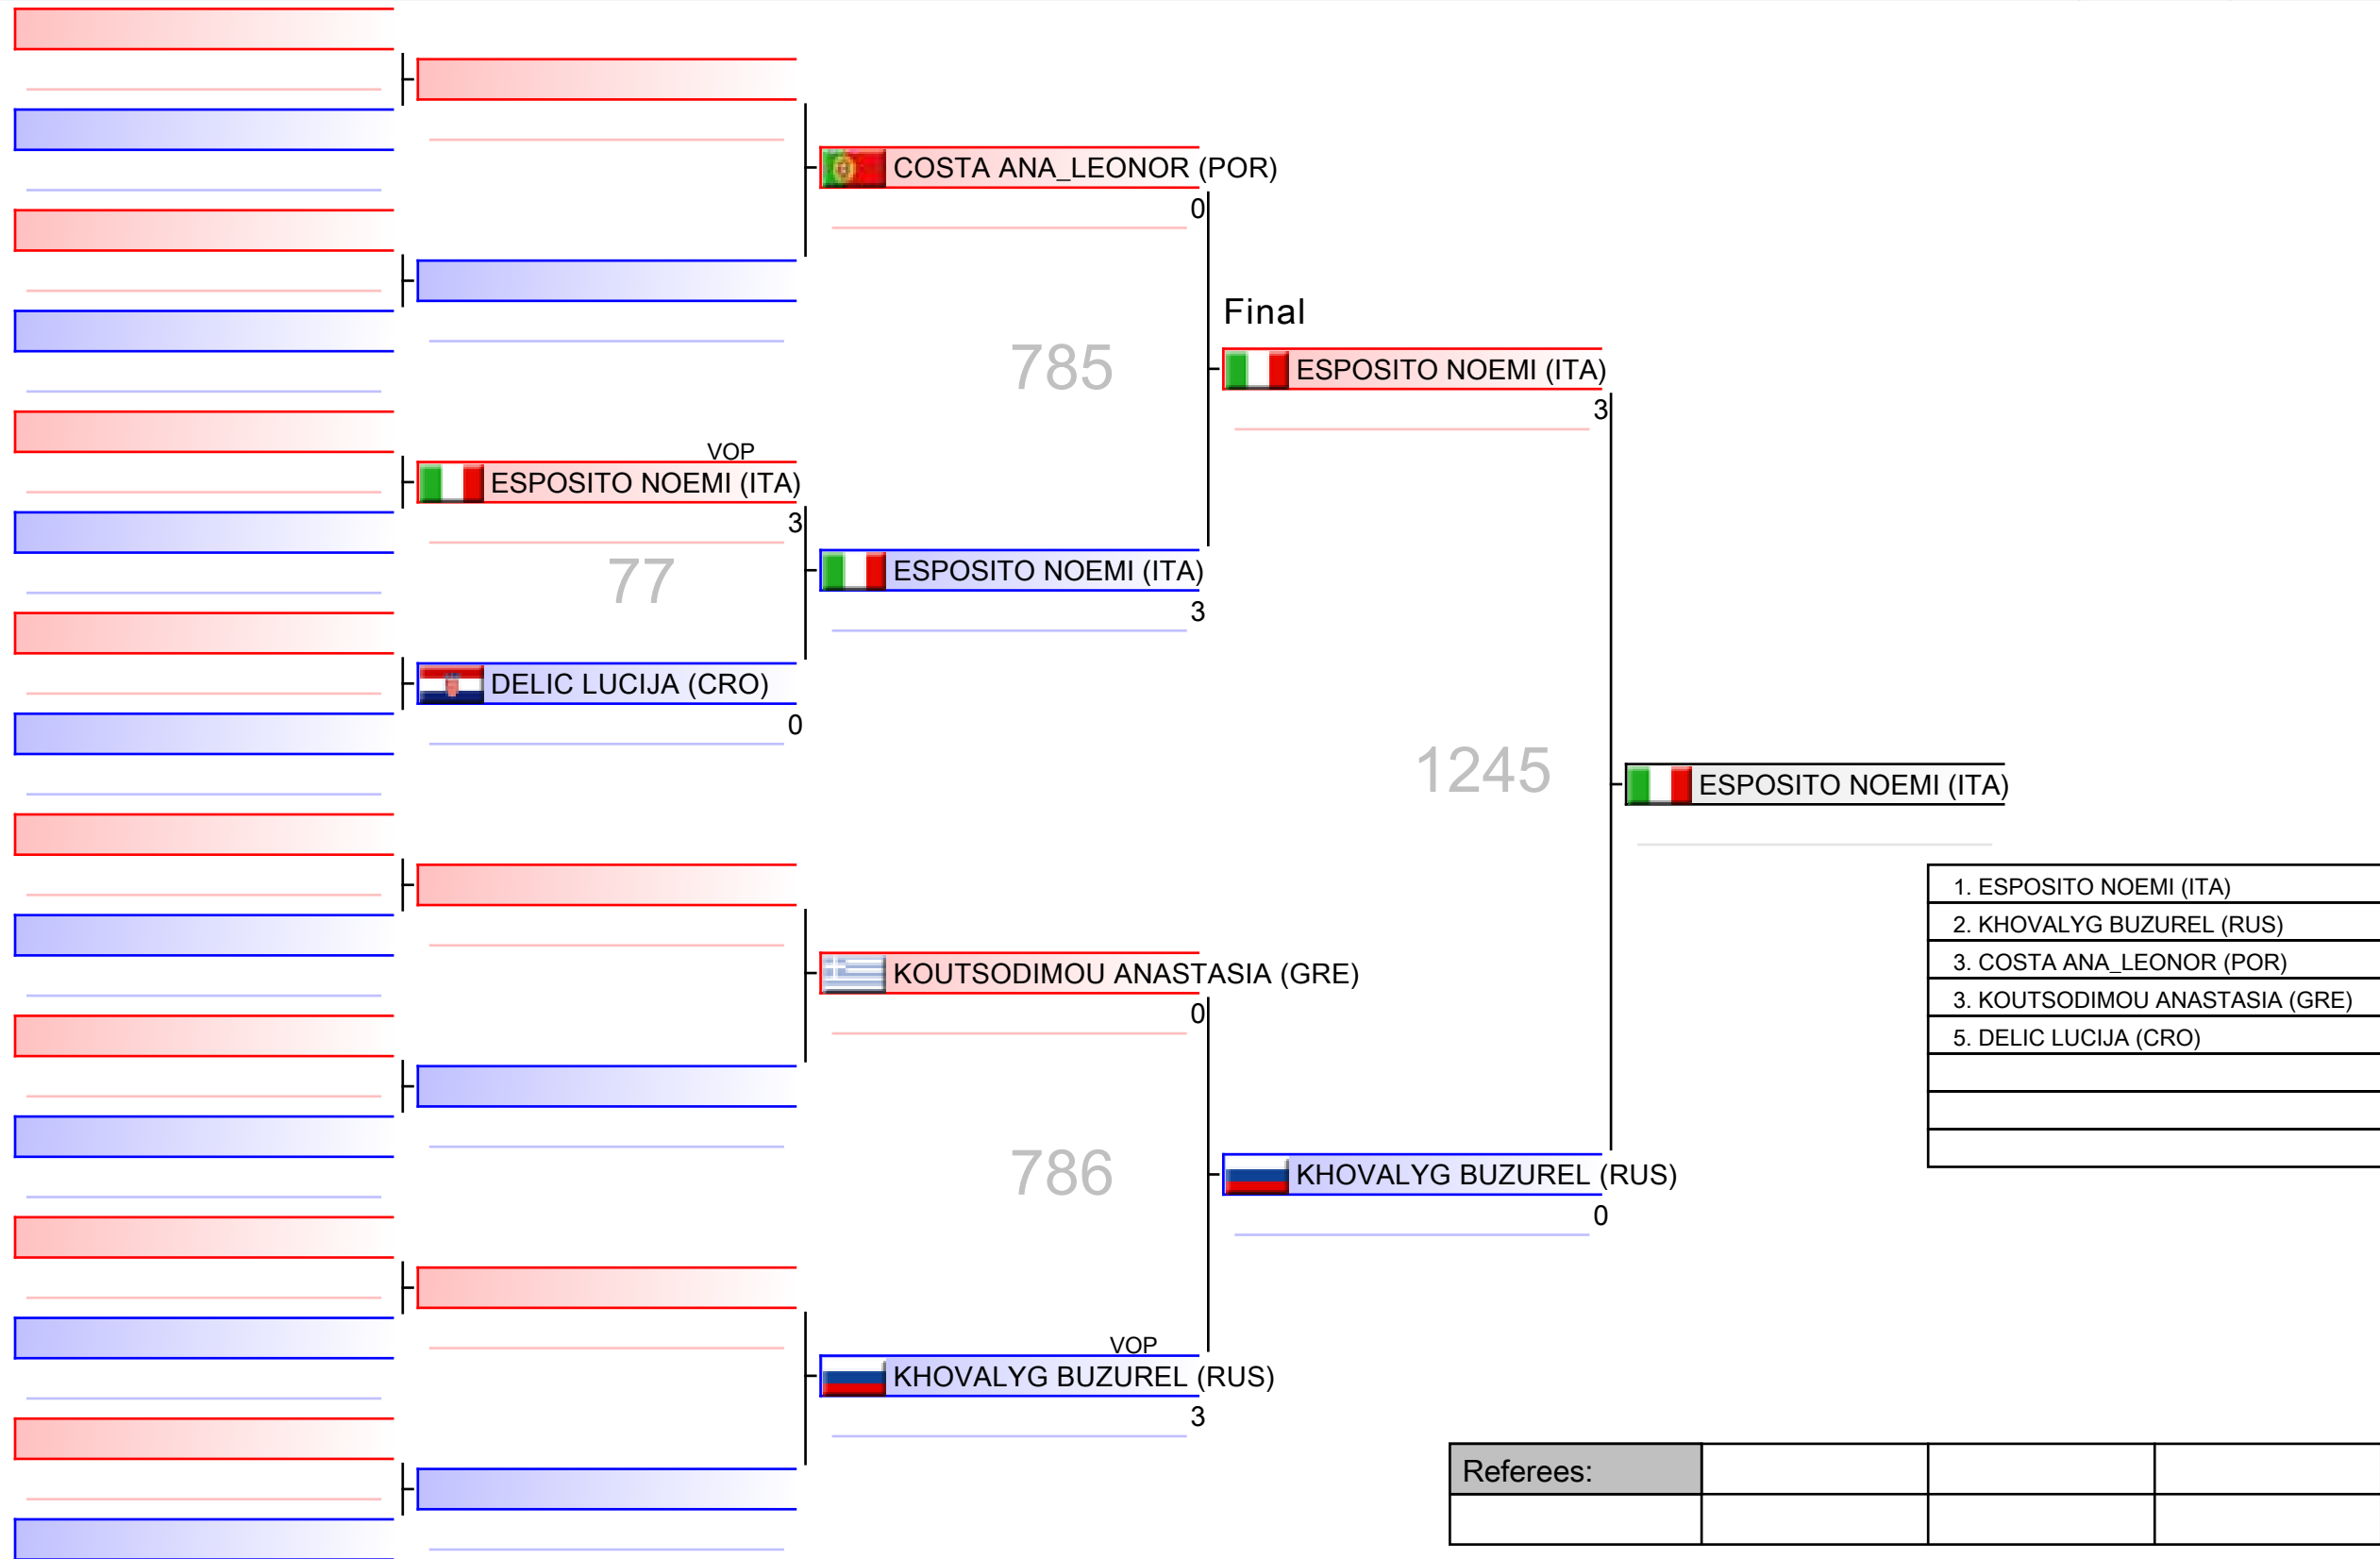 COSTA ANA_LEONOR (POR)
0
Final
785
ESPOSITO NOEMI (ITA)
3
VOP
ESPOSITO NOEMI (ITA)
3
77
ESPOSITO NOEMI (ITA)
3
DELIC LUCIJA (CRO)
0
1245
ESPOSITO NOEMI (ITA)
1. ESPOSITO NOEMI (ITA)
2. KHOVALYG BUZUREL (RUS)
3. COSTA ANA_LEONOR (POR)
3. KOUTSODIMOU ANASTASIA (GRE)
5. DELIC LUCIJA (CRO)
KOUTSODIMOU ANASTASIA (GRE)
0
786
KHOVALYG BUZUREL (RUS)
0
VOP
KHOVALYG BUZUREL (RUS)
3
Referees: